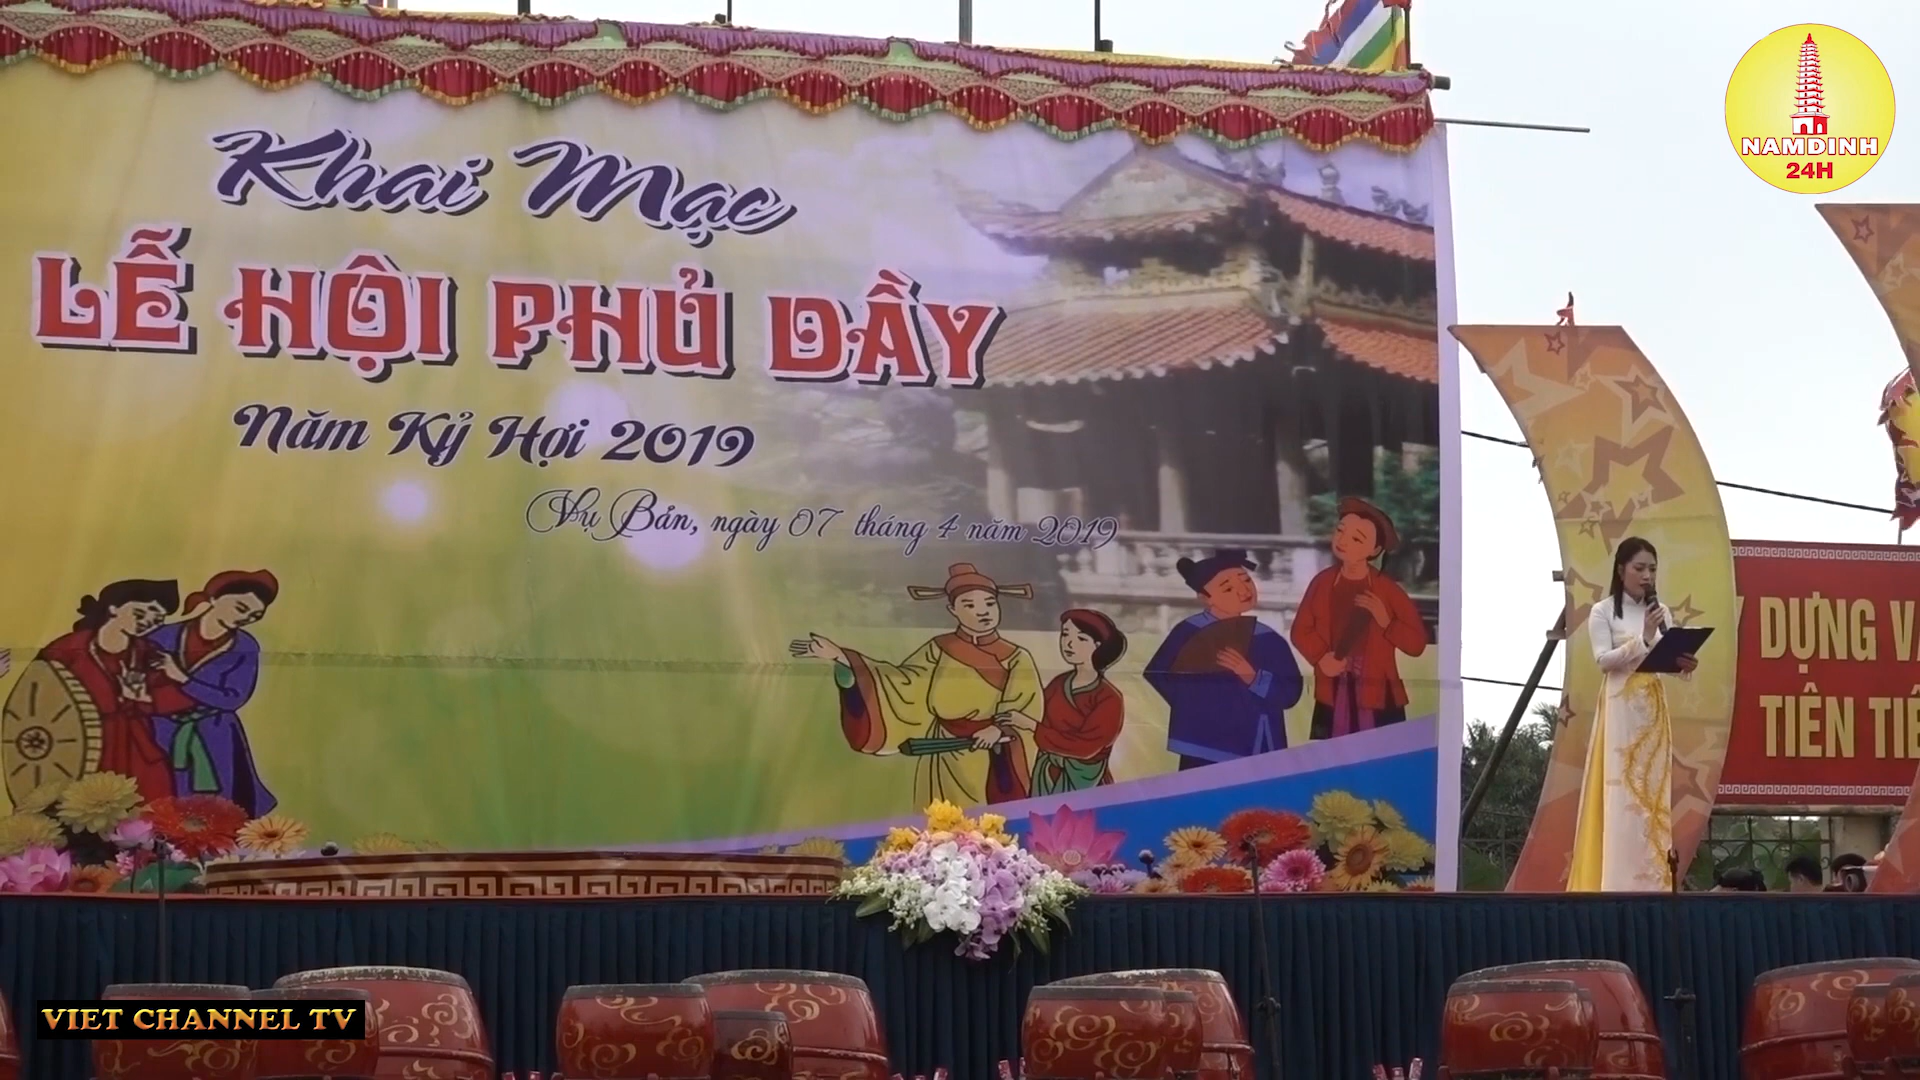 Khai Mạc
LỄ HỘI PHỦ DẦY
Năm Kỷ Hợi 2019
Vụ Bản, ngày 07 tháng 4 năm 2019
NAMDINH
24H
DỰNG
TIÊN
VIET CHANNEL TV